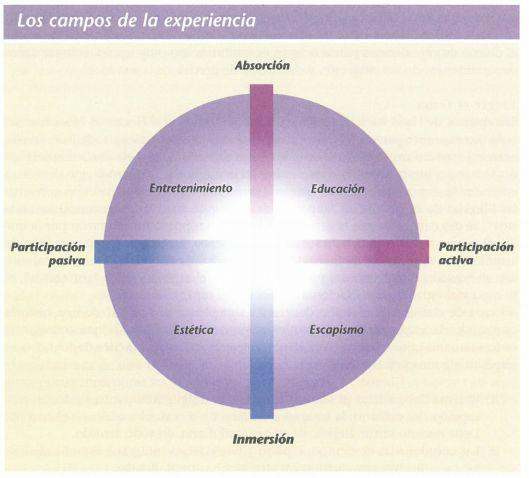 Los campos de la experiencia
Absorción
Entretenimiento
Educación
Participación
pasiva
Participación
activa
Estética
Escapismo
Inmersión